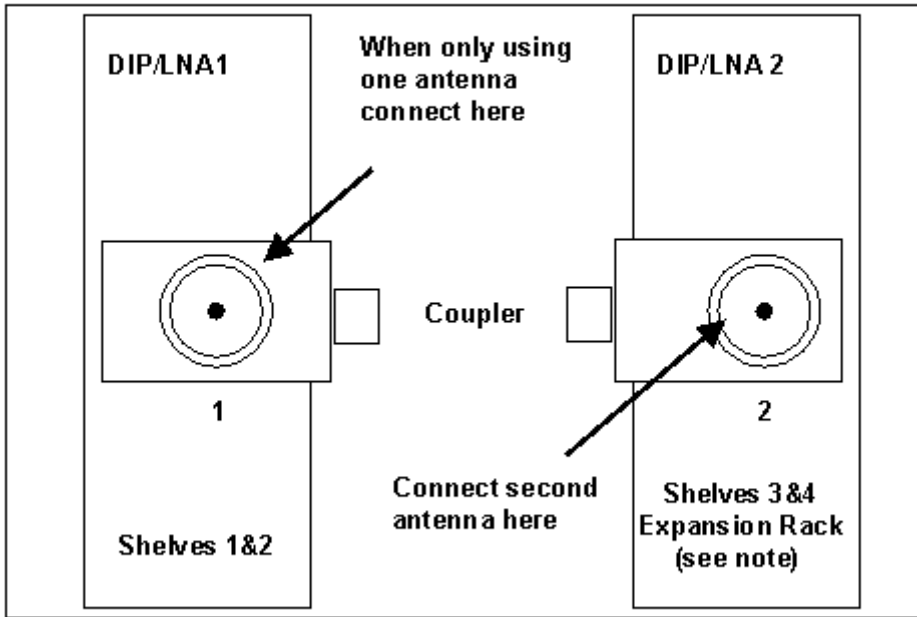 DIP/LNA1
When only using
one antenna
connect here
DIP/LNA 2
Coupler
1
2
Connect second
antenna here
Shelves 1&2
Shelves 3&4
Expansion Rack
(see note)